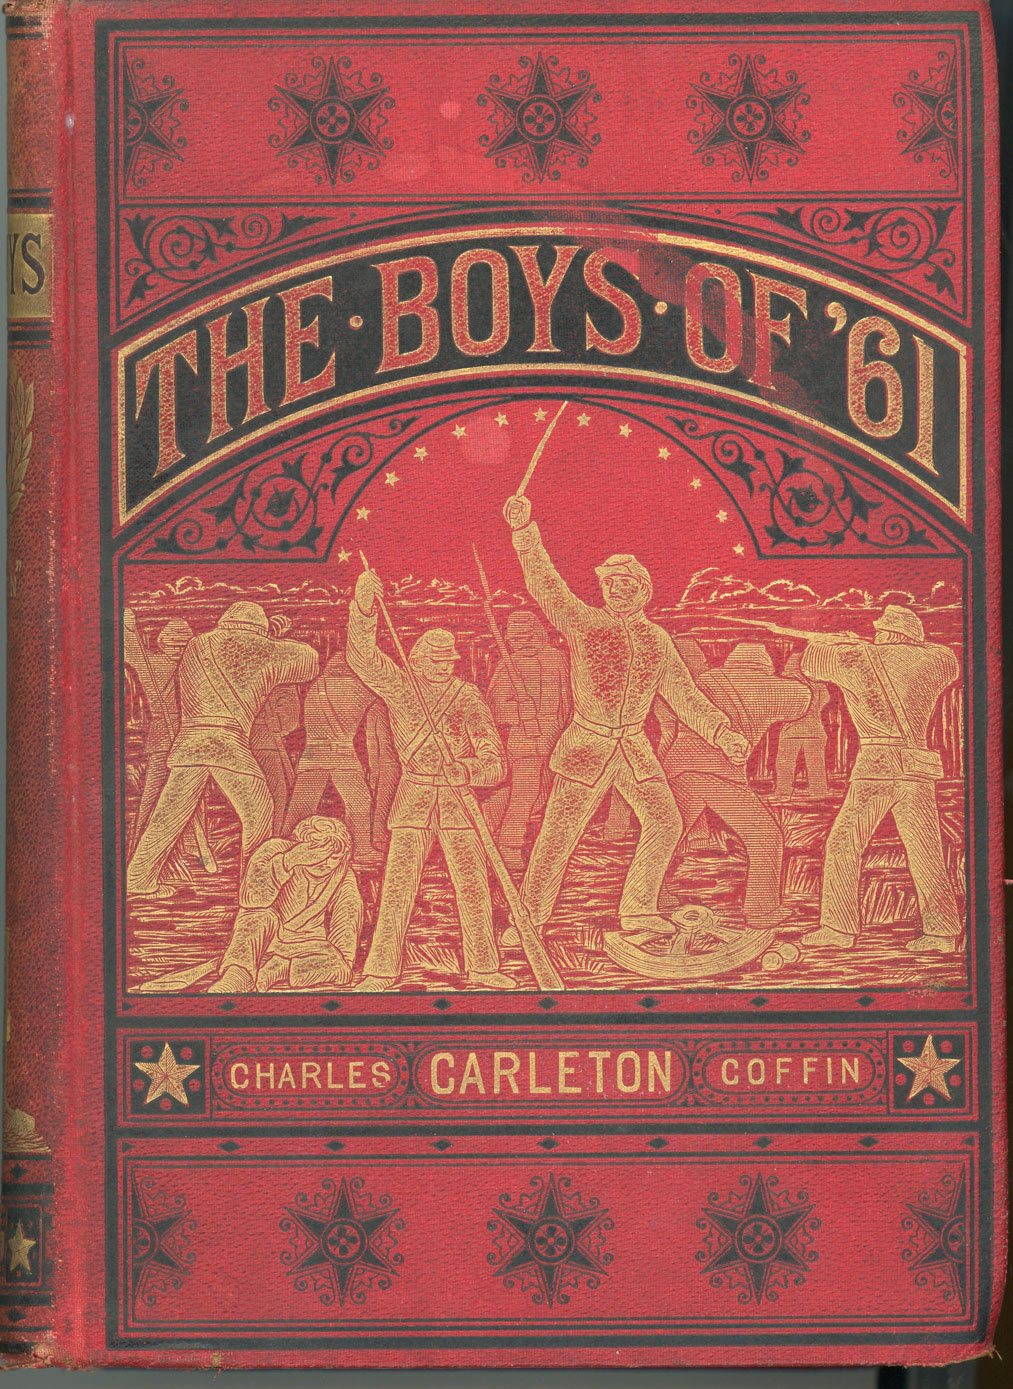 THE · BOYS · OF '61
CHARLES CARLETON COFFIN
YS